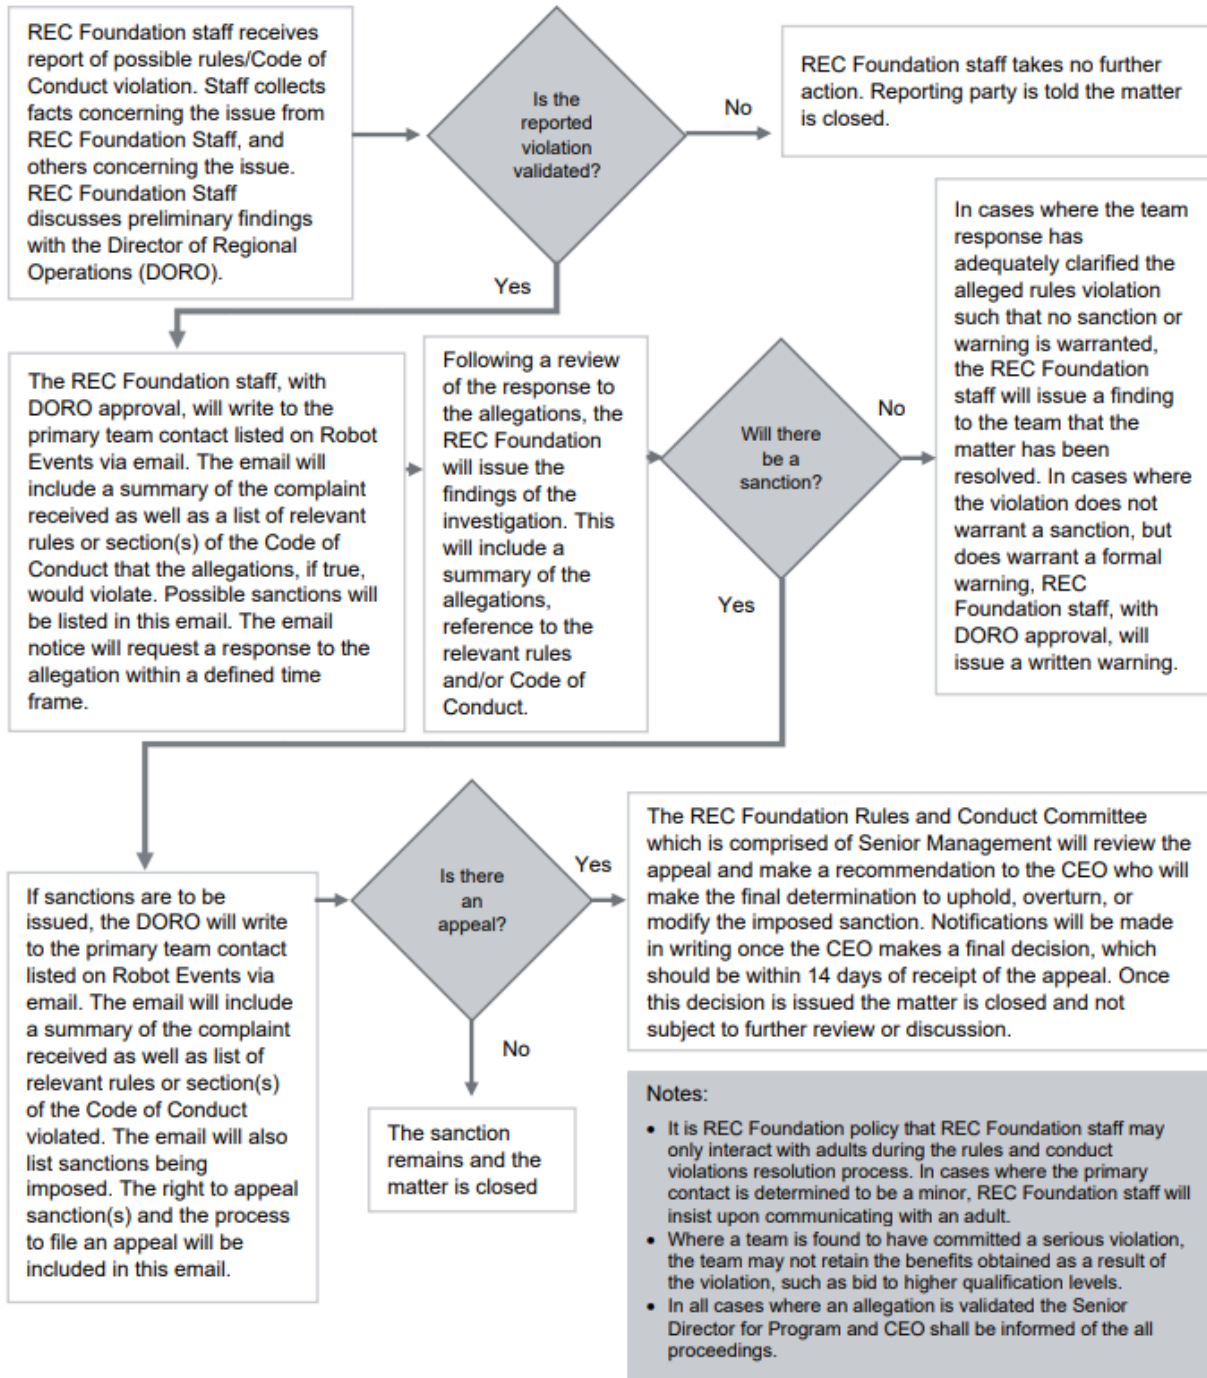 REC Foundation staff receives
report of possible rules/Code of
Conduct violation. Staff collects
facts concerning the issue from
REC Foundation Staff, and
others concerning the issue.
REC Foundation Staff
discusses preliminary findings
with the Director of Regional
Operations (DORO).
Is the
reported
violation
validated?
No
REC Foundation staff takes no further
action. Reporting party is told the matter
is closed.
Yes
The REC Foundation staff, with
DORO approval, will write to the
primary team contact listed on Robot
Events via email. The email will
include a summary of the complaint
received as well as a list of relevant
rules or section(s) of the Code of
Conduct that the allegations, if true,
would violate. Possible sanctions will
be listed in this email. The email
notice will request a response to the
allegation within a defined time
frame.
Following a review
of the response to
the allegations, the
REC Foundation
will issue the
findings of the
investigation. This
will include a
summary of the
allegations,
reference to the
relevant rules
and/or Code of
Conduct.
Will there
be a
sanction?
No
In cases where the team
response has
adequately clarified the
alleged rules violation
such that no sanction or
warning is warranted,
the REC Foundation
staff will issue a finding
to the team that the
matter has been
resolved. In cases where
the violation does not
warrant a sanction, but
does warrant a formal
warning, REC
Foundation staff, with
DORO approval, will
issue a written warning.
Yes
If sanctions are to be
issued, the DORO will write
to the primary team contact
listed on Robot Events via
email. The email will include
a summary of the complaint
received as well as list of
relevant rules or section(s)
of the Code of Conduct
violated. The email will also
list sanctions being
imposed. The right to appeal
sanction(s) and the process
to file an appeal will be
included in this email.
Is there
an
appeal?
Yes
The REC Foundation Rules and Conduct Committee
which is comprised of Senior Management will review the
appeal and make a recommendation to the CEO who will
make the final determination to uphold, overturn, or
modify the imposed sanction. Notifications will be made
in writing once the CEO makes a final decision, which
should be within 14 days of receipt of the appeal. Once
this decision is issued the matter is closed and not
subject to further review or discussion.
No
The sanction
remains and the
matter is closed
Notes:
• It is REC Foundation policy that REC Foundation staff may
only interact with adults during the rules and conduct
violations resolution process. In cases where the primary
contact is determined to be a minor, REC Foundation staff will
insist upon communicating with an adult.
• Where a team is found to have committed a serious violation,
the team may not retain the benefits obtained as a result of
the violation, such as bid to higher qualification levels.
• In all cases where an allegation is validated the Senior
Director for Program and CEO shall be informed of the all
proceedings.